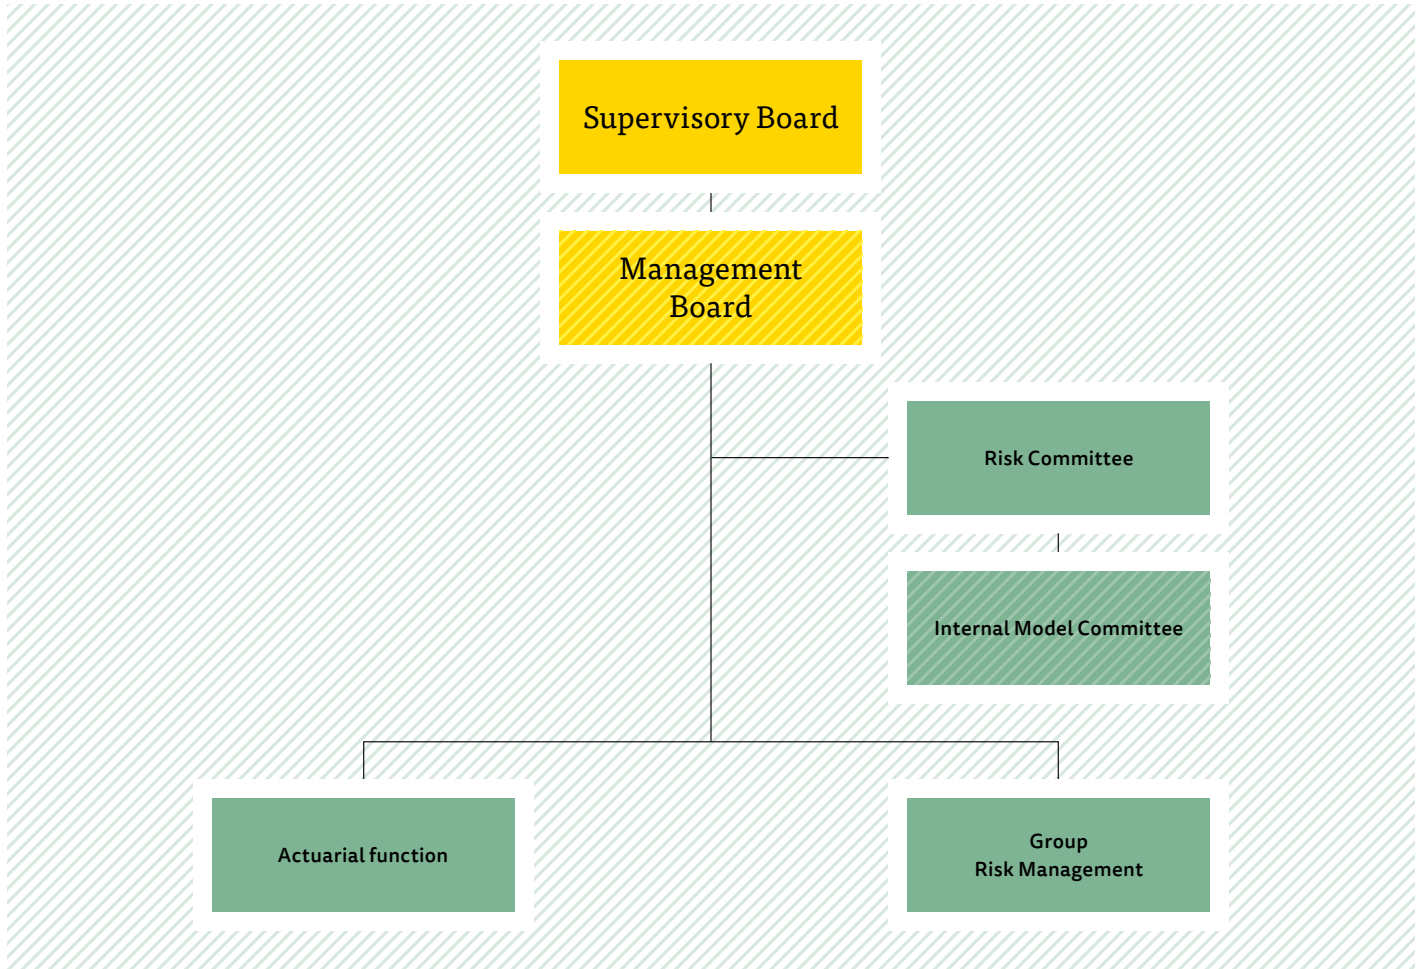 Supervisory Board
Management
Board
Risk Committee
Internal Model Committee
Actuarial function
Group
Risk Management